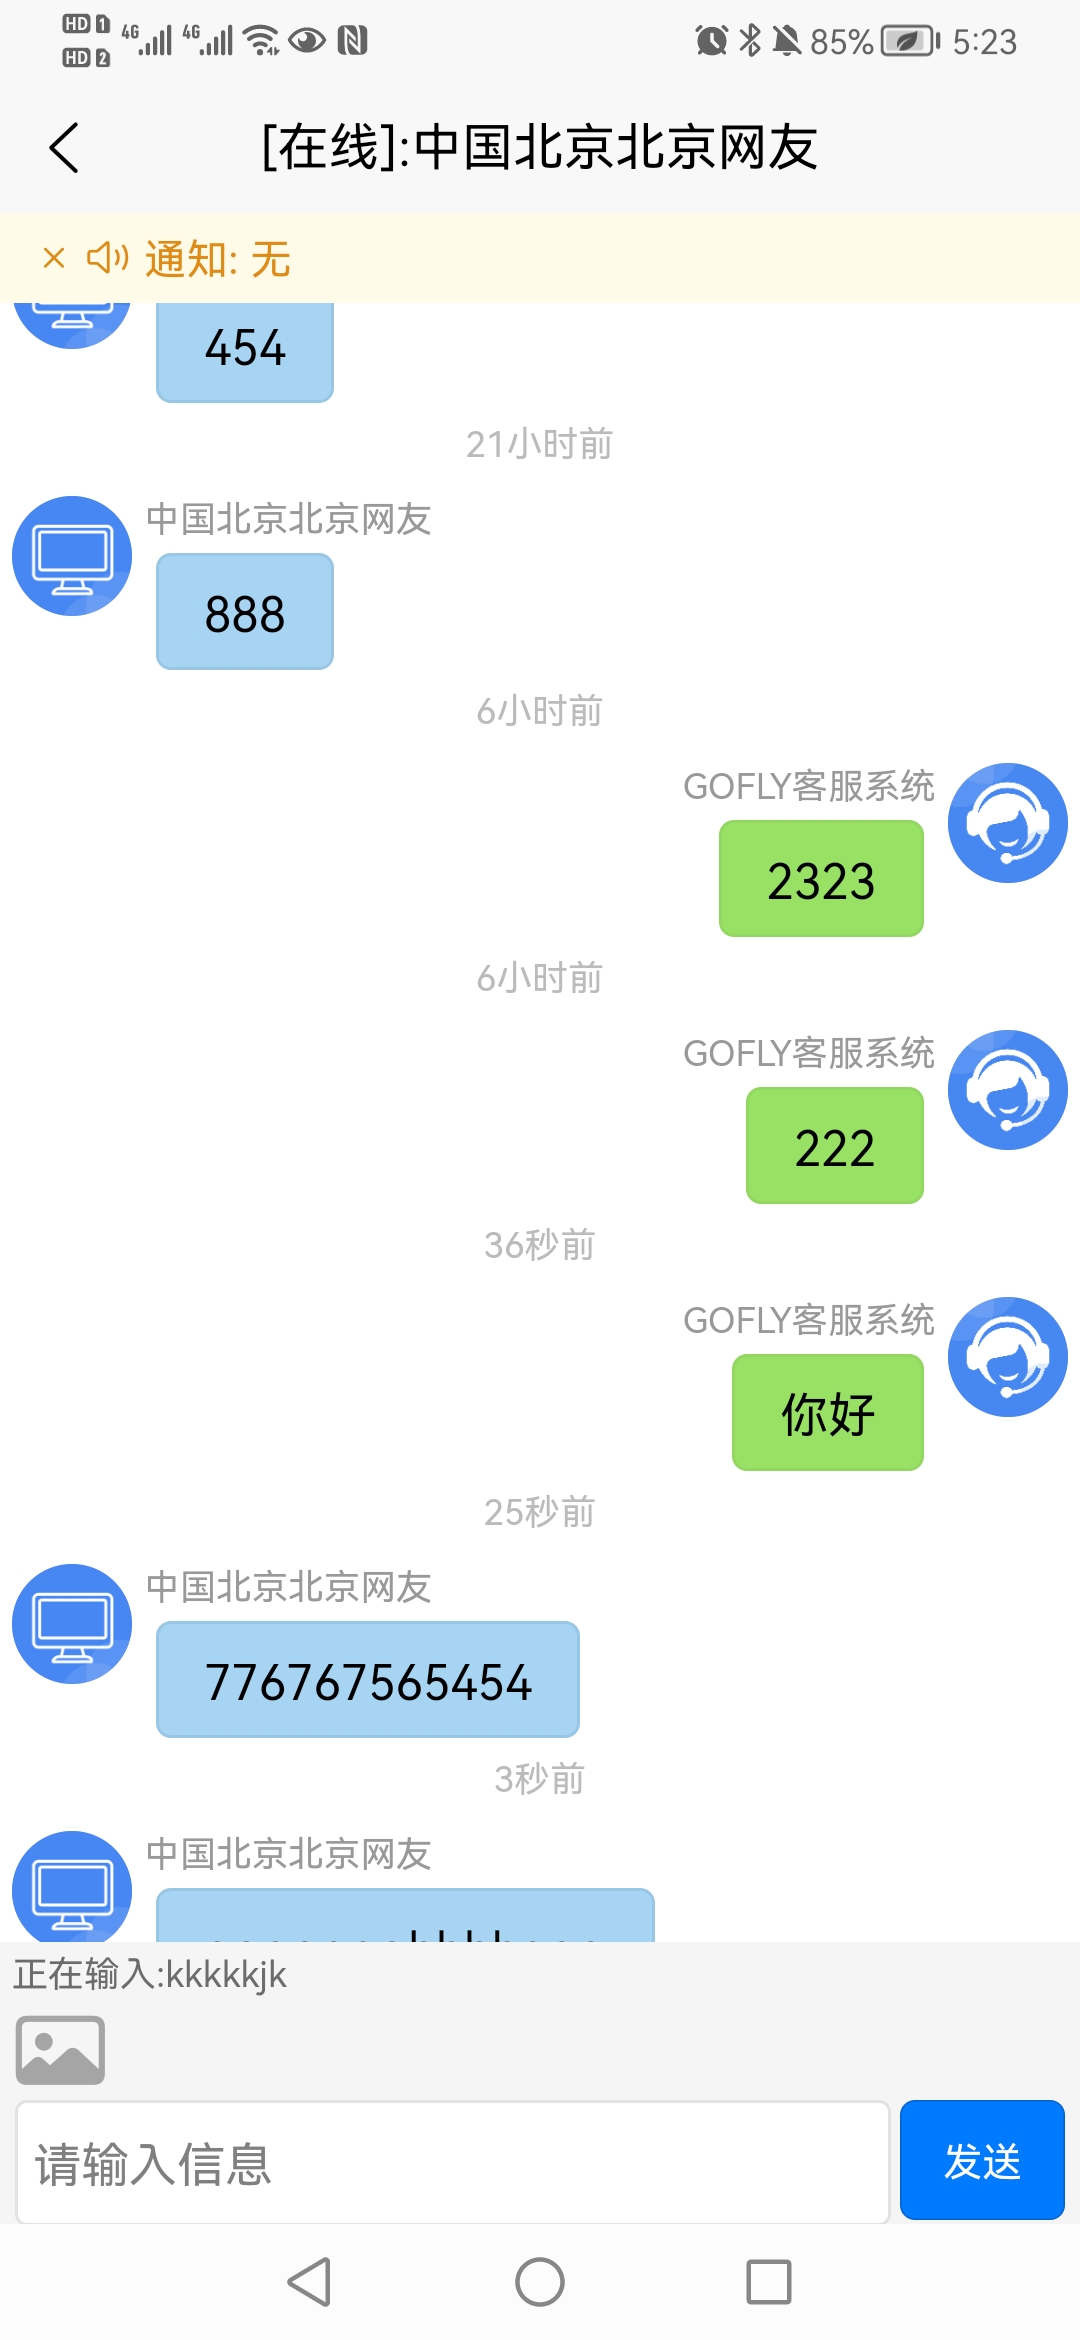 HD 1 4G 4G 85% 5:23
HD 2
[在线]:中国北京北京网友
通知: 无
454
21小时前
中国北京北京网友
888
6小时前
GOFLY客服系统
2323
6小时前
GOFLY客服系统
222
36秒前
GOFLY客服系统
你好
25秒前
中国北京北京网友
776767565454
3秒前
中国北京北京网友
正在输入:kkkkkjk
请输入信息
发送